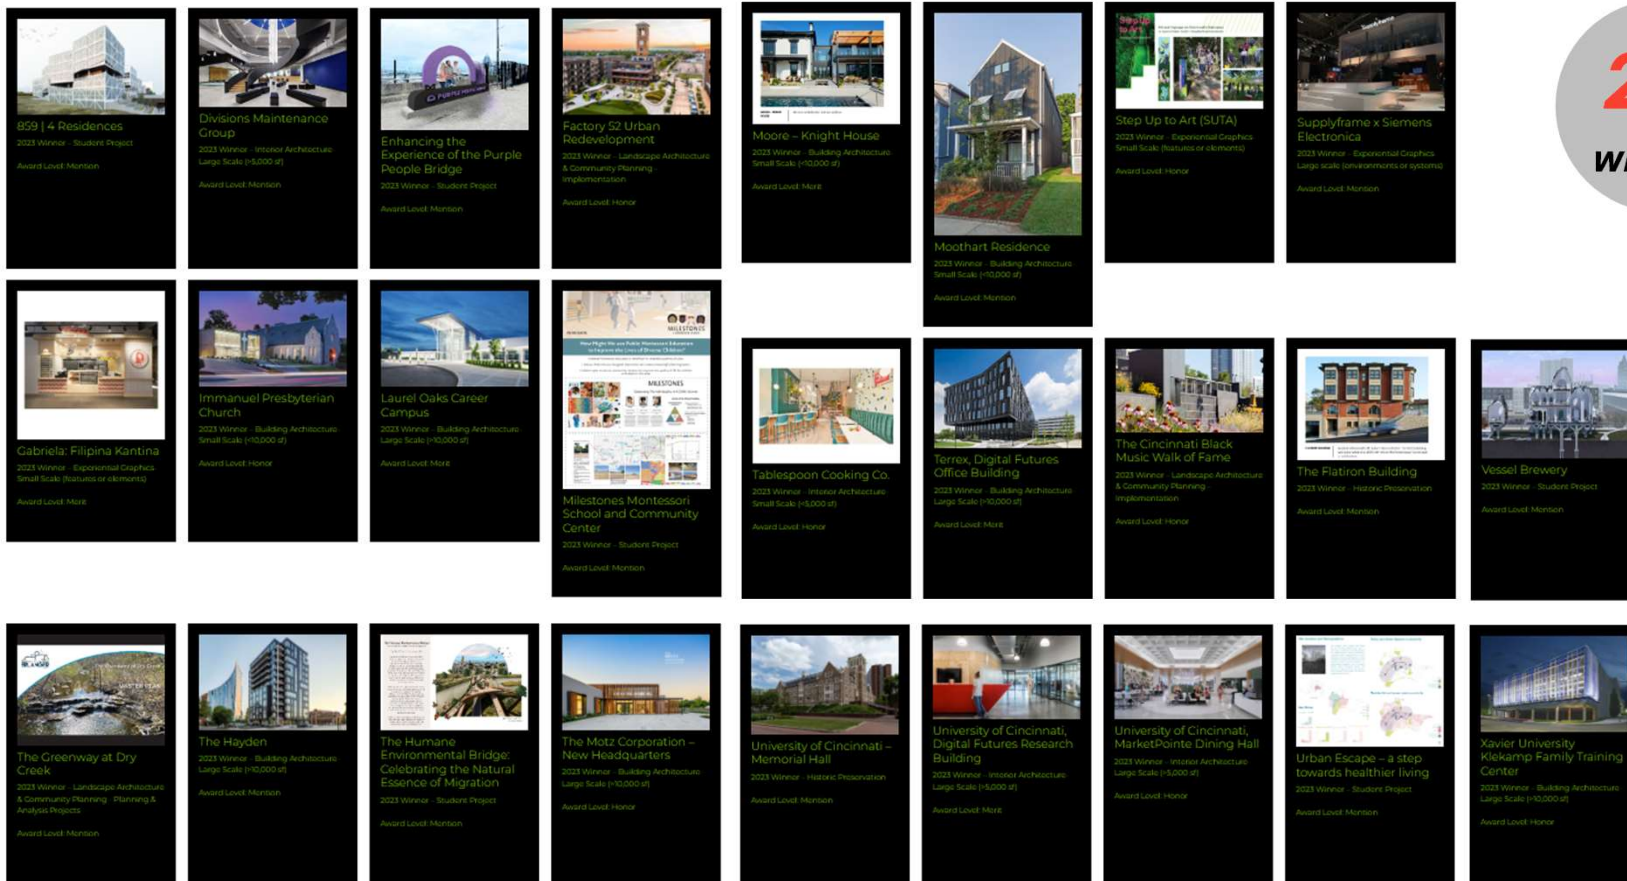 859 | 4 Residences
2023 Winner - Student Project
Award Level: Mention
Divisions Maintenance
Group
2023 Winner - Interior Architecture
Large Scale (>5,000 sf)
Award Level: Mention
Enhancing the
Experience of the Purple
People Bridge
2023 Winner - Student Project
Award Level: Mention
Factory 52 Urban
Redevelopment
2023 Winner - Landscape Architecture
& Community Planning -
Implementation
Award Level: Honor
Moore – Knight House
2023 Winner - Building Architecture
Small Scale (<10,000 sf)
Award Level: Merit
Moothart Residence
2023 Winner - Building Architecture
Small Scale (<10,000 sf)
Award Level: Mention
Step Up
to Art
Step Up to Art (SUTA)
2023 Winner - Experiential Graphics
Small Scale (features or elements)
Award Level: Honor
Supplyframe x Siemens
Electronica
2023 Winner - Experiential Graphics
Large scale (environments or systems)
Award Level: Mention
Gabriela: Filipina Kantina
2023 Winner - Experiential Graphics
Small Scale (features or elements)
Award Level: Merit
Immanuel Presbyterian
Church
2023 Winner - Building Architecture
Small Scale (<10,000 sf)
Award Level: Honor
Laurel Oaks Career
Campus
2023 Winner - Building Architecture
Large Scale (>10,000 sf)
Award Level: Merit
MILESTONES
How Might We use Public Montessori Education
to Improve the Lives of Diverse Children?
MILESTONES
Milestones Montessori
School and Community
Center
2023 Winner - Student Project
Award Level: Mention
Tablespoon Cooking Co.
2023 Winner - Interior Architecture
Small Scale (<5,000 sf)
Award Level: Honor
Terrex, Digital Futures
Office Building
2023 Winner - Building Architecture
Large Scale (>10,000 sf)
Award Level: Merit
The Cincinnati Black
Music Walk of Fame
2023 Winner - Landscape Architecture
& Community Planning -
Implementation
Award Level: Honor
The Flatiron Building
2023 Winner - Historic Preservation
Award Level: Mention
Vessel Brewery
2023 Winner - Student Project
Award Level: Mention
The Greenway at Dry
Creek
2023 Winner - Landscape Architecture
& Community Planning - Planning &
Analysis Projects
Award Level: Mention
The Hayden
2023 Winner - Building Architecture
Large Scale (>10,000 sf)
Award Level: Mention
The Humane
Environmental Bridge:
Celebrating the Natural
Essence of Migration
2023 Winner - Student Project
Award Level: Mention
The Motz Corporation –
New Headquarters
2023 Winner - Building Architecture
Large Scale (>10,000 sf)
Award Level: Honor
University of Cincinnati –
Memorial Hall
2023 Winner - Historic Preservation
Award Level: Mention
University of Cincinnati,
Digital Futures Research
Building
2023 Winner - Interior Architecture
Large Scale (>5,000 sf)
Award Level: Merit
University of Cincinnati,
MarketPointe Dining Hall
2023 Winner - Interior Architecture
Large Scale (>5,000 sf)
Award Level: Honor
Urban Escape – a step
towards healthier living
2023 Winner - Student Project
Award Level: Mention
Xavier University
Klekamp Family Training
Center
2023 Winner - Building Architecture
Large Scale (>10,000 sf)
Award Level: Honor